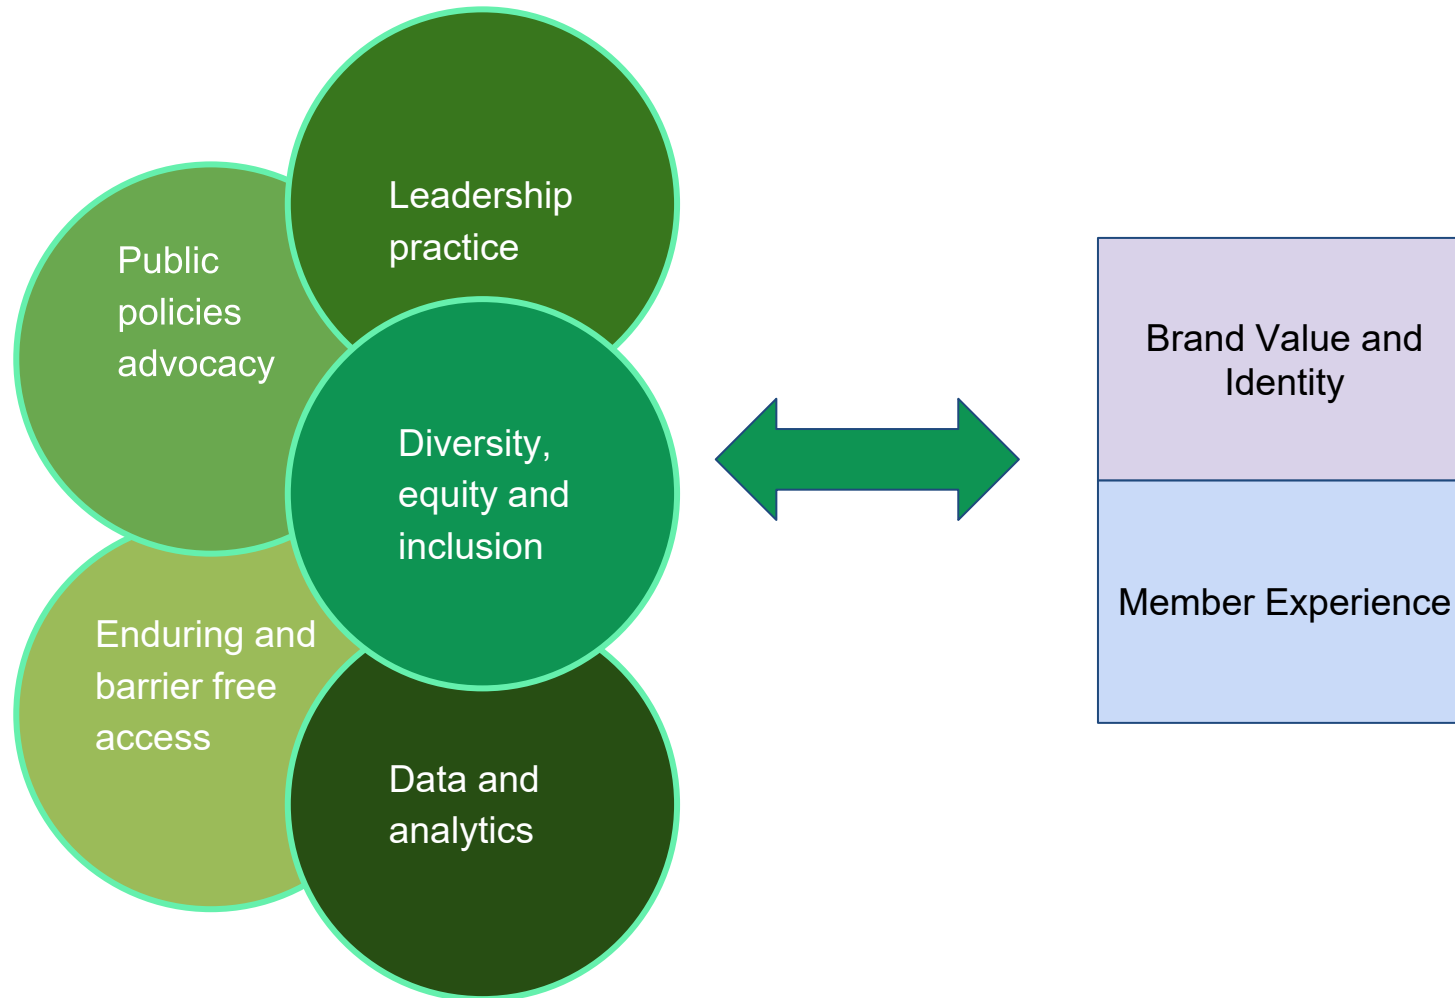 Leadership
practice
Public
policies
advocacy
Diversity,
equity and
inclusion
Enduring and
barrier free
access
Data and
analytics
Brand Value and
Identity
Member Experience